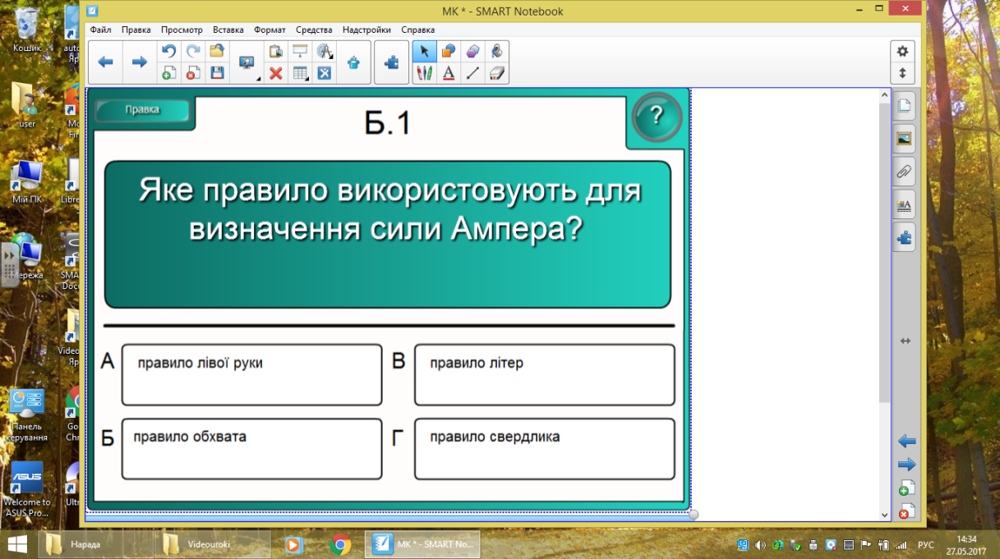 МК * - SMART Notebook
Файл Правка Просмотр Вставка Формат Средства Надстройки Справка
Правка
Б.1
?
Яке правило використовують для
визначення сили Ампера?
А правило лівої руки
В правило літер
Б правило обхвата
Г правило свердлика
Кошик
user
Мій ПК
Libre
Мережа
SMA
Doc
Video
Яр
Панель
керування
Go
Chr
Welcome to
ASUS Pro...
Ultr
Нарада
Videouroki
МК * - SMART No...
РУС
14:34
27.05.2017